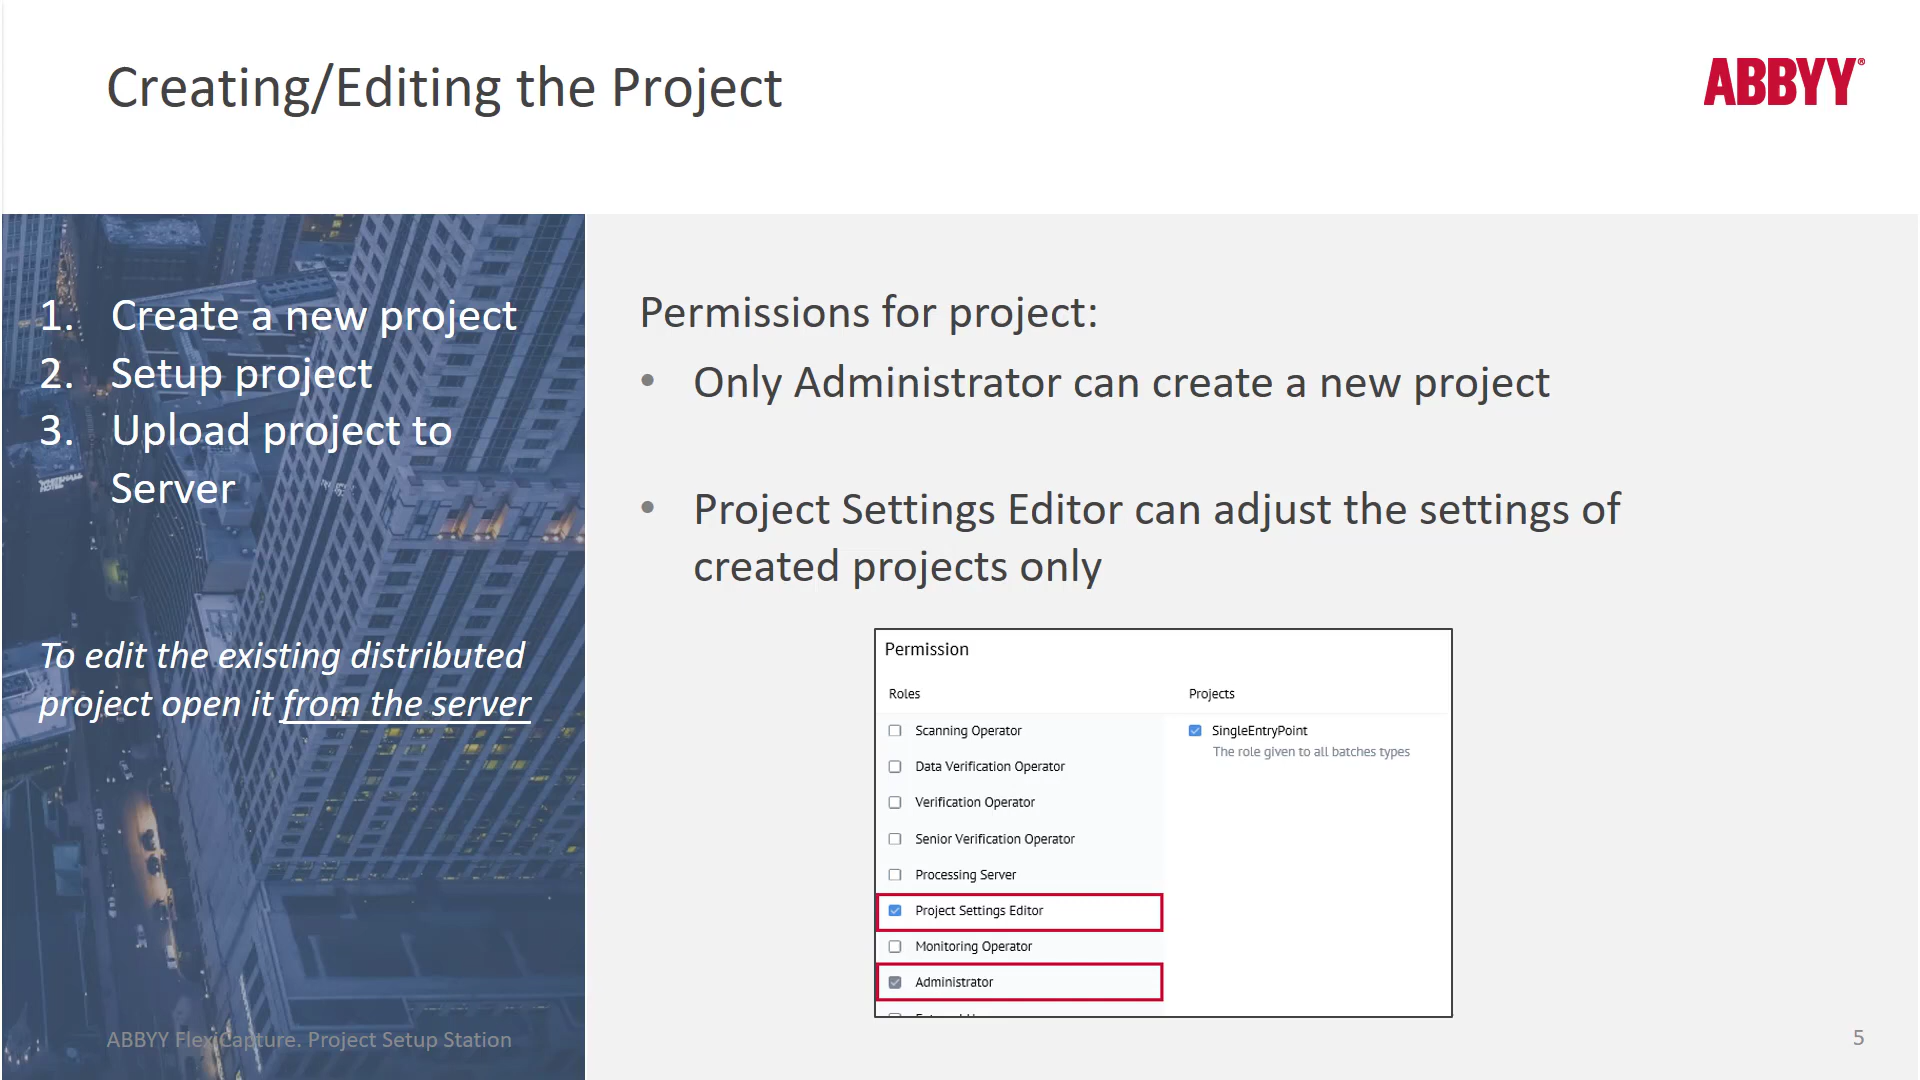 Creating/Editing the Project
ABBYY®
1. Create a new project
2. Setup project
3. Upload project to
Server
To edit the existing distributed
project open it from the server
Permissions for project:
• Only Administrator can create a new project
• Project Settings Editor can adjust the settings of
created projects only
Permission
Roles
Projects
Scanning Operator
SingleEntryPoint
The role given to all batches types
Data Verification Operator
Verification Operator
Senior Verification Operator
Processing Server
Project Settings Editor
Monitoring Operator
Administrator
WHITEHALL
HOTEL
ABBYY FlexiCapture. Project Setup Station
5